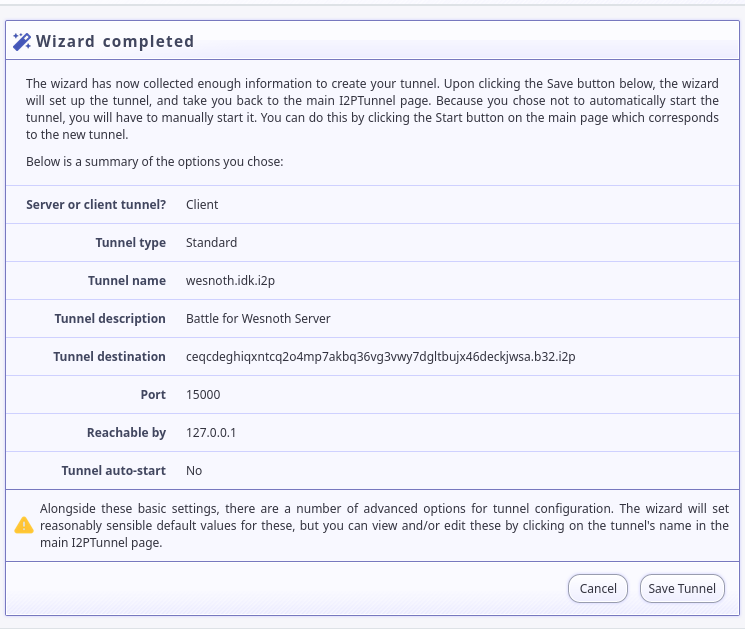 Wizard completed
The wizard has now collected enough information to create your tunnel. Upon clicking the Save button below, the wizard
will set up the tunnel, and take you back to the main I2PTunnel page. Because you chose not to automatically start the
tunnel, you will have to manually start it. You can do this by clicking the Start button on the main page which corresponds
to the new tunnel.
Below is a summary of the options you chose:
Server or client tunnel? Client
Tunnel type Standard
Tunnel name wesnoth.idk.i2p
Tunnel description Battle for Wesnoth Server
Tunnel destination ceqcdeghiqxntcq2o4mp7akbq36vg3vwy7dgltbujx46deckjwsa.b32.i2p
Port 15000
Reachable by 127.0.0.1
Tunnel auto-start No
Alongside these basic settings, there are a number of advanced options for tunnel configuration. The wizard will set
reasonably sensible default values for these, but you can view and/or edit these by clicking on the tunnel's name in the
main I2PTunnel page.
Cancel Save Tunnel